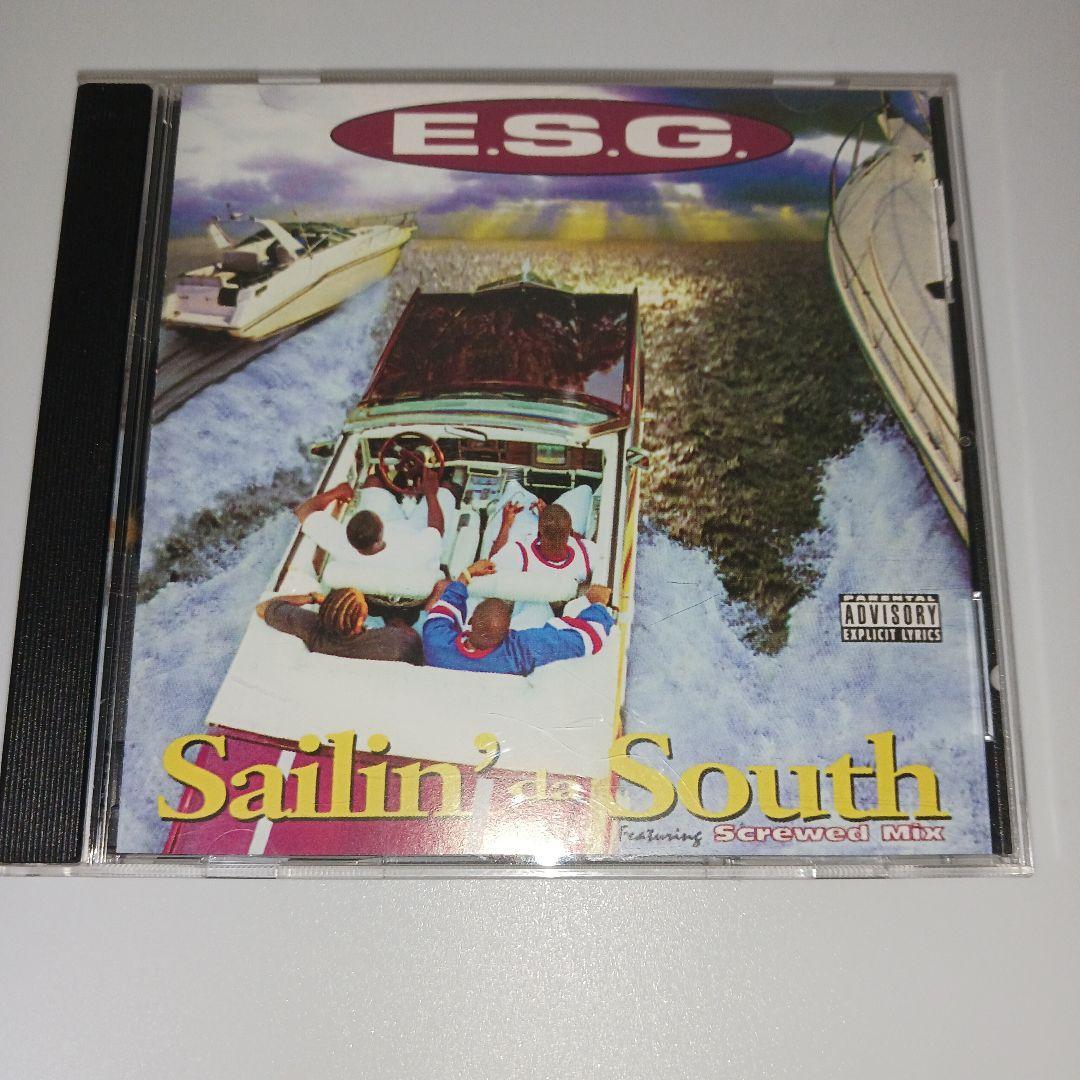 E.S.G.
PARENTAL
ADVISORY
EXPLICIT LYRICS
Sailin' da South
Featuring Screwed Mix